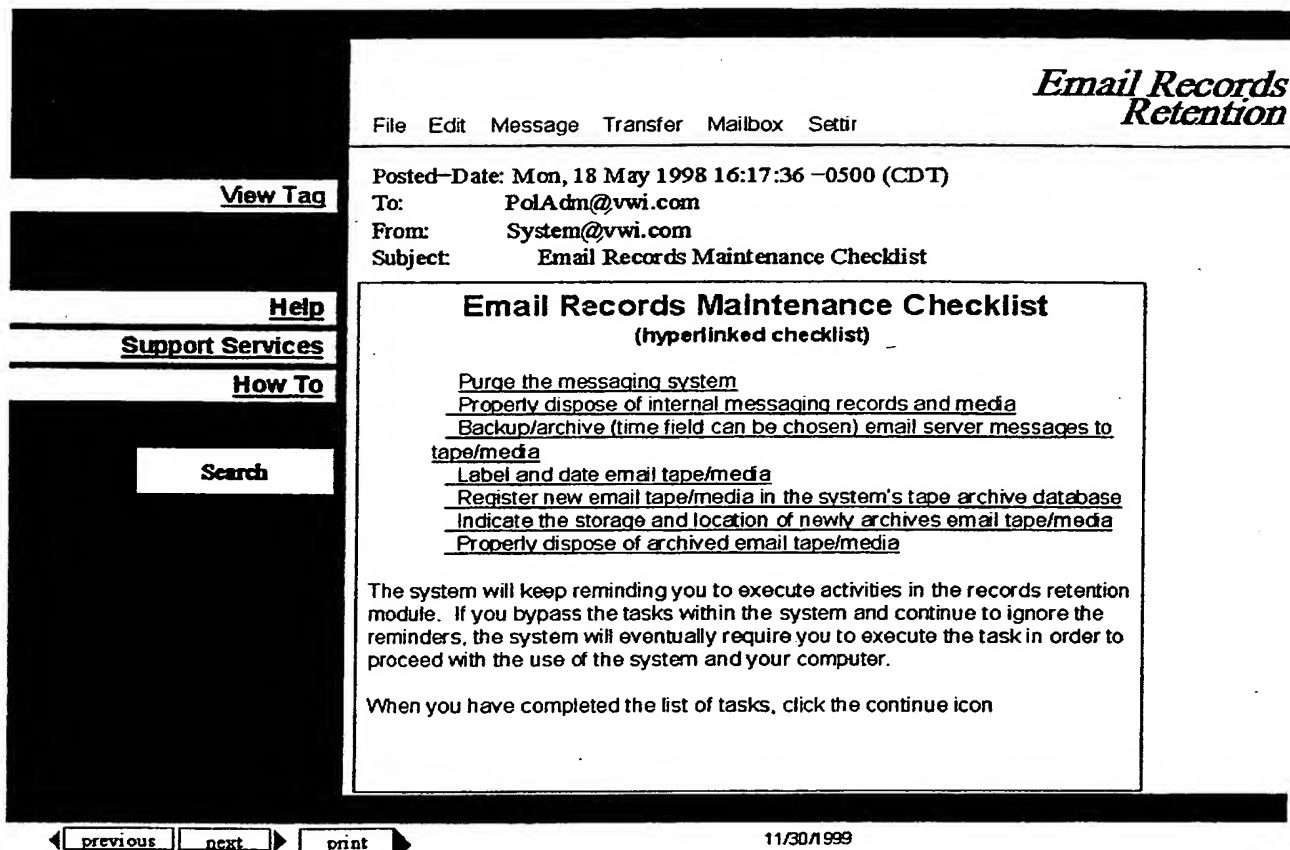 Email Records
Retention
File Edit Message Transfer Mailbox Settir
View Tag
Help
Support Services
How To
Search
Posted-Date: Mon, 18 May 1998 16:17:36 -0500 (CDT)
To: PolAdm@vwi.com
From: System@vwi.com
Subject: Email Records Maintenance Checklist
Email Records Maintenance Checklist
(hyperlinked checklist)
Purge the messaging system
Properly dispose of internal messaging records and media
Backup/archive (time field can be chosen) email server messages to
tape/media
Label and date email tape/media
Register new email tape/media in the system's tape archive database
Indicate the storage and location of newly archives email tape/media
Properly dispose of archived email tape/media
The system will keep reminding you to execute activities in the records retention
module. If you bypass the tasks within the system and continue to ignore the
reminders, the system will eventually require you to execute the task in order to
proceed with the use of the system and your computer.
When you have completed the list of tasks, click the continue icon
previous next print
11/30/1999